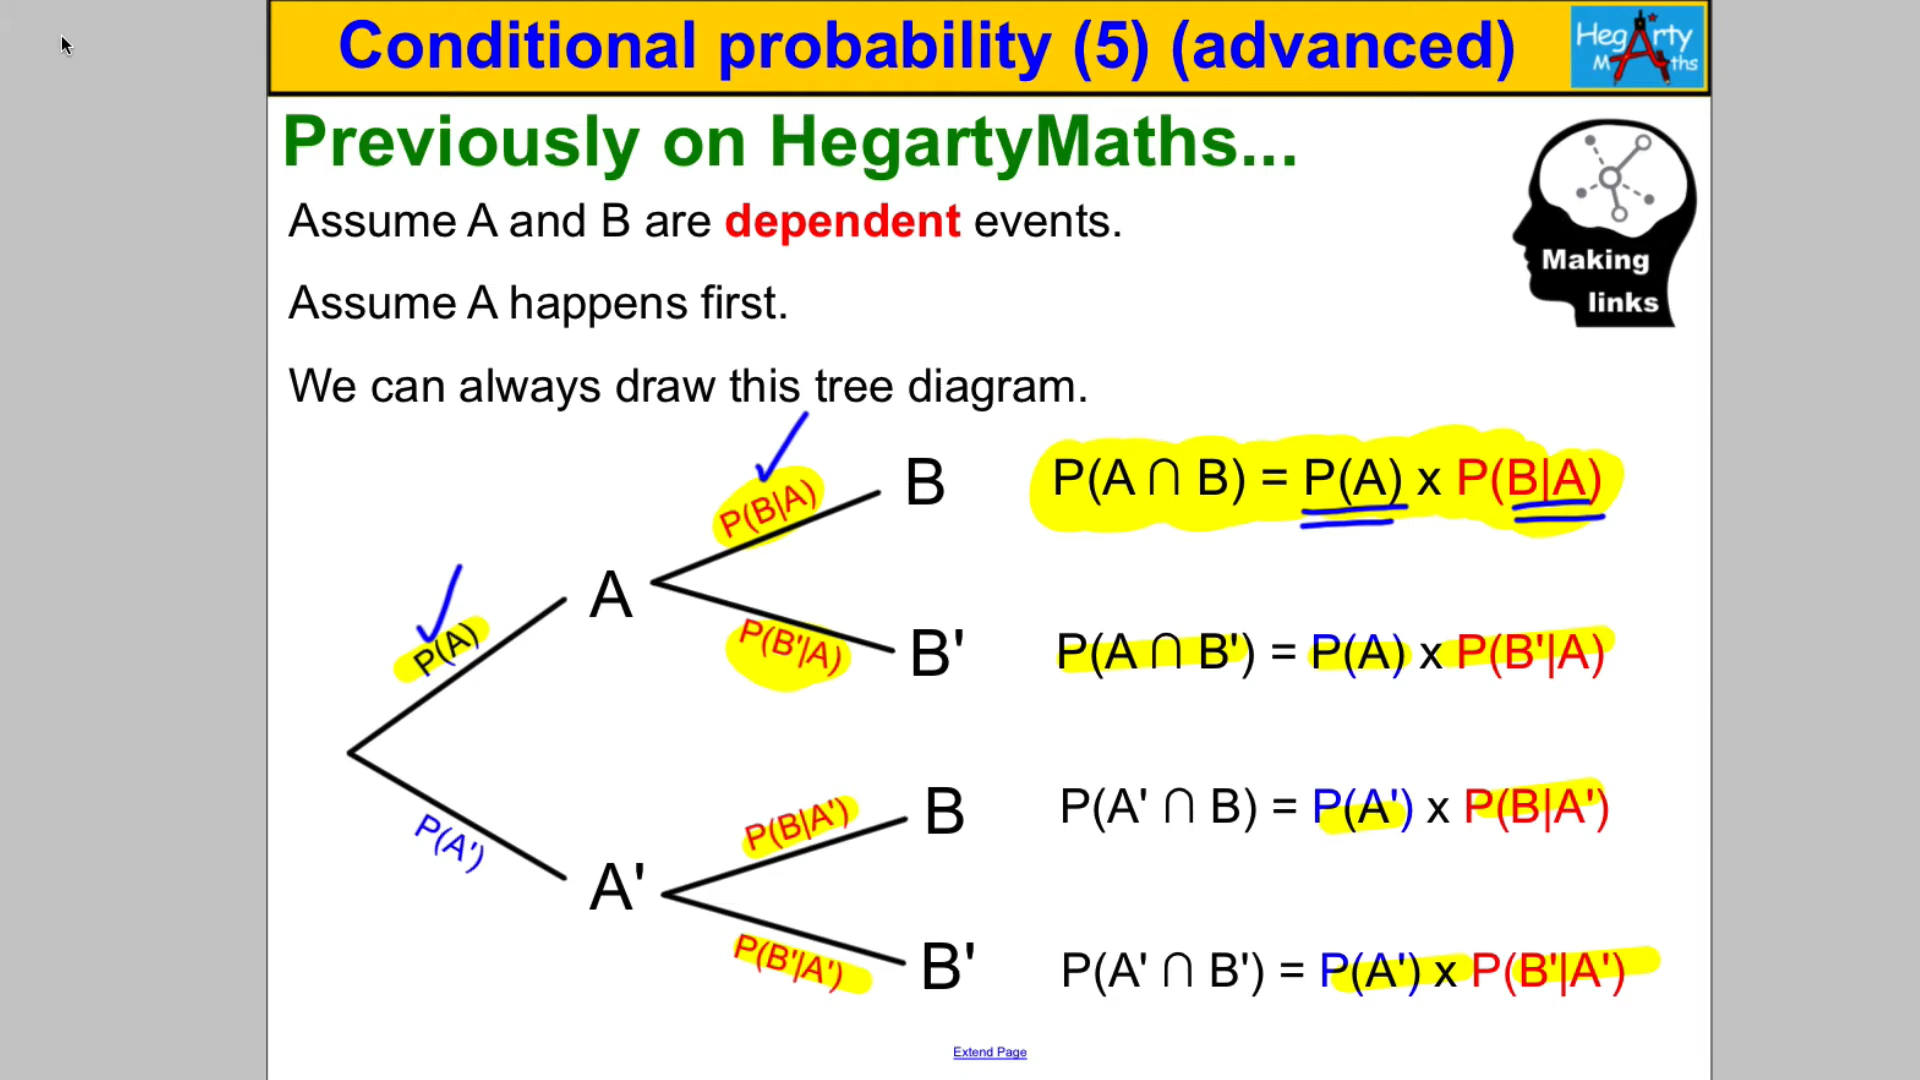 Conditional probability (5) (advanced)
Hegarty
Maths
Previously on HegartyMaths...
Assume A and B are dependent events.
Making
links
Assume A happens first.
We can always draw this tree diagram.
P(A)
A
P(A')
A'
P(B|A)
B
P(A ∩ B) = P(A) x P(B|A)
P(B'|A)
B'
P(A ∩ B') = P(A) x P(B'|A)
P(B|A')
B
P(A' ∩ B) = P(A') x P(B|A')
P(B'|A')
B'
P(A' ∩ B') = P(A') x P(B'|A')
Extend Page